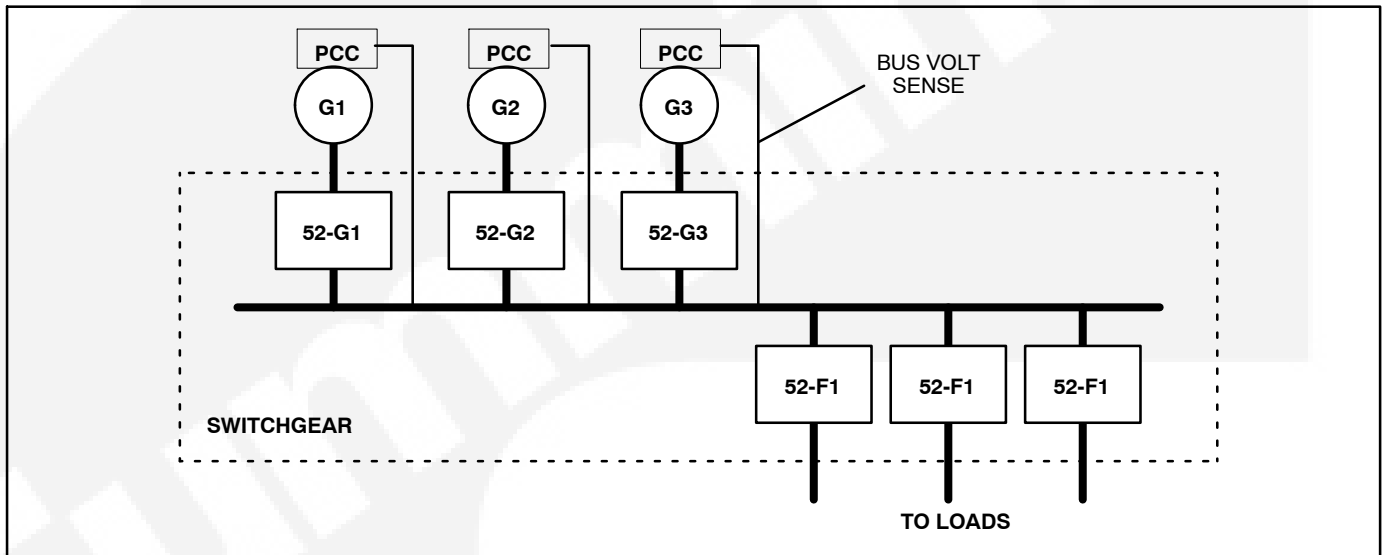 PCC
PCC
PCC
BUS VOLT
SENSE
G1
G2
G3
52-G1
52-G2
52-G3
52-F1
52-F1
52-F1
SWITCHGEAR
TO LOADS